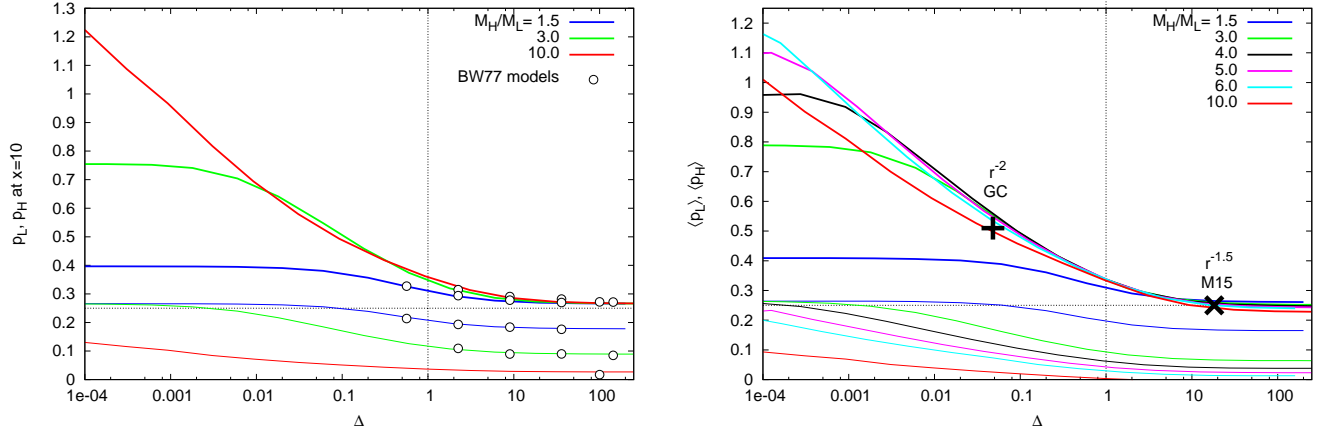 p_L, p_H at x=10
1.3
1.2
1.1
1
0.9
0.8
0.7
0.6
0.5
0.4
0.3
0.2
0.1
0
1e-04 0.001 0.01 0.1 1 10 100
Δ
M_H/M_L= 1.5
3.0
10.0
BW77 models
⟨p_L⟩, ⟨p_H⟩
1.2
1.1
1
0.9
0.8
0.7
0.6
0.5
0.4
0.3
0.2
0.1
0
1e-04 0.001 0.01 0.1 1 10 100
Δ
M_H/M_L= 1.5
3.0
4.0
5.0
6.0
10.0
r^-2
GC
r^-1.5
M15